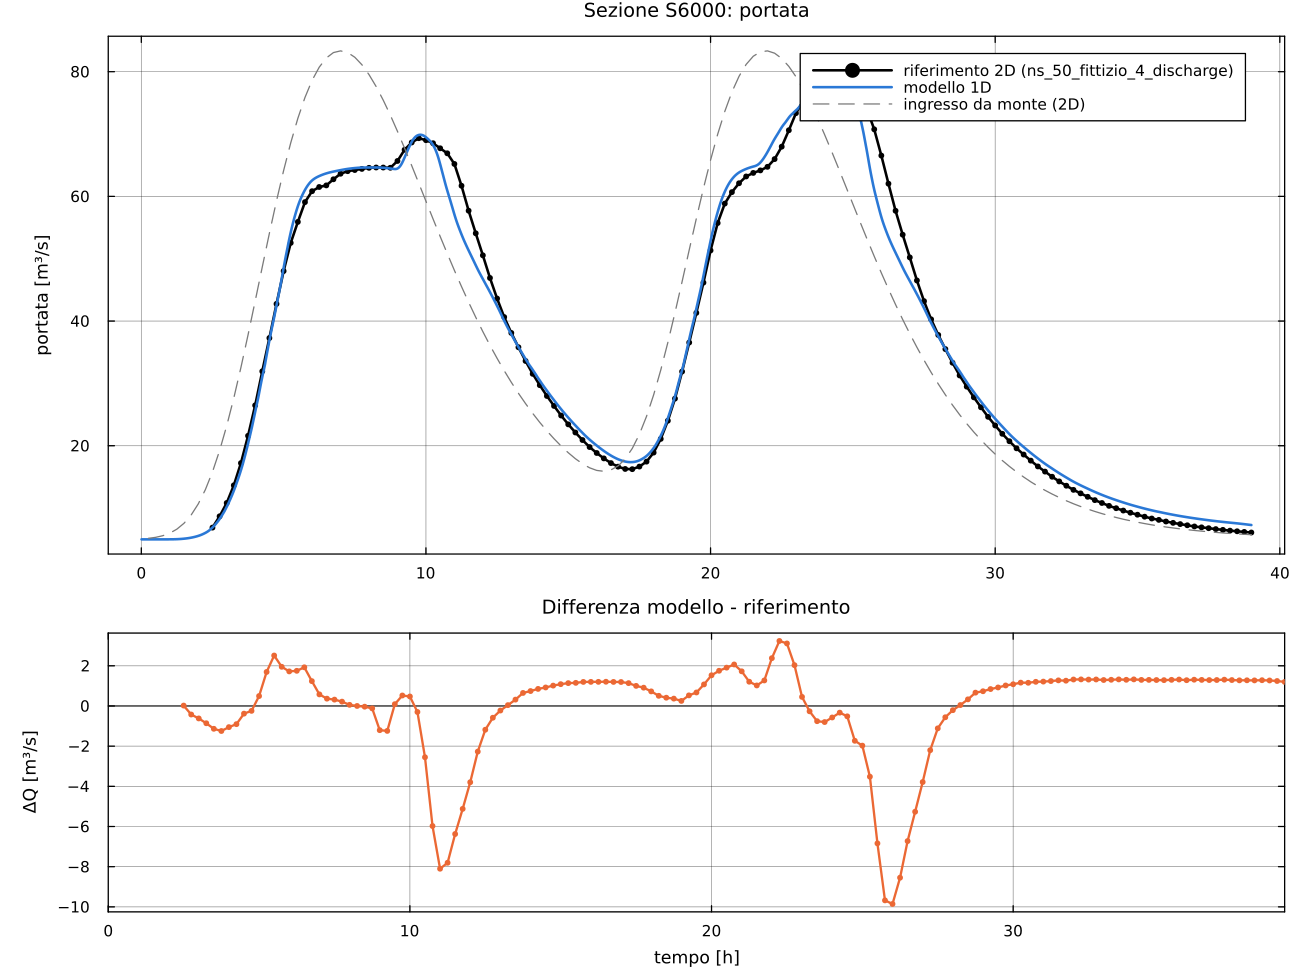 Sezione S6000: portata
riferimento 2D (ns_50_fittizio_4_discharge)
modello 1D
ingresso da monte (2D)
portata [m³/s]
80
60
40
20
0 10 20 30 40
Differenza modello - riferimento
ΔQ [m³/s]
2
0
−2
−4
−6
−8
−10
0 10 20 30
tempo [h]